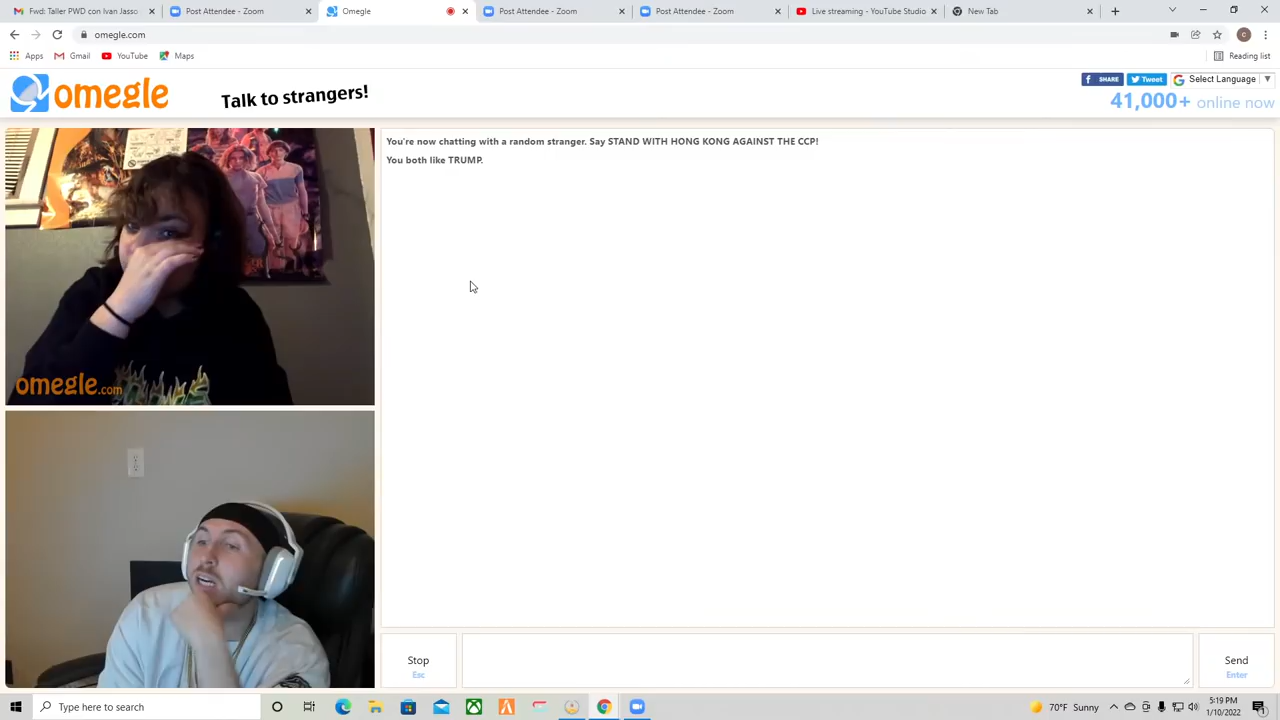 Fwd: Taller PWD con Ivan Jasso
Post Attendee - Zoom
Omegle
Post Attendee - Zoom
Post Attendee - Zoom
Live streaming - YouTube Studio
New Tab
omegle.com
C
Apps
Gmail
YouTube
Maps
Reading list
omegle
Talk to strangers!
SHARE
Tweet
Select Language
41,000+ online now
You're now chatting with a random stranger. Say STAND WITH HONG KONG AGAINST THE CCP!
You both like TRUMP.
omegle.com
Stop
Esc
Send
Enter
Type here to search
70°F Sunny
5:19 PM
1/10/2022